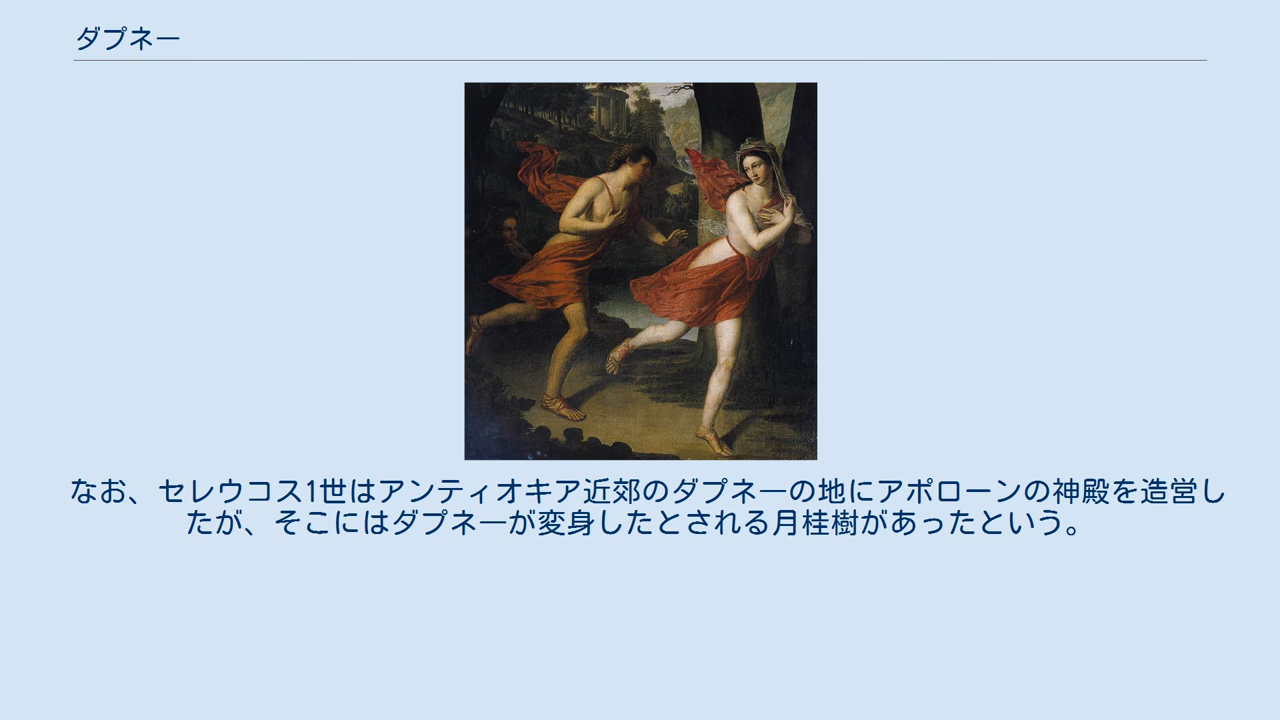 ダプネー
なお、セレウコス1世はアンティオキア近郊のダプネーの地にアポローンの神殿を造営し
たが、そこにはダプネーが変身したとされる月桂樹があったという。